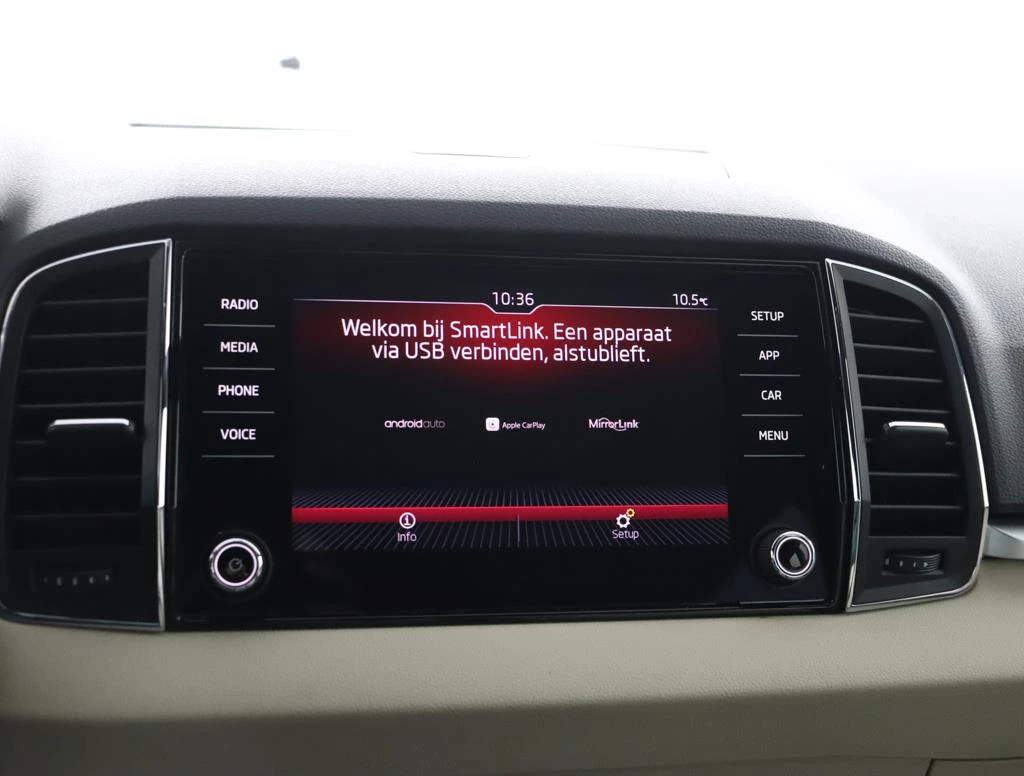 10:36
10.5°C
RADIO
MEDIA
PHONE
VOICE
Welkom bij SmartLink. Een apparaat
via USB verbinden, alstublieft.
androidauto
Apple CarPlay
MirrorLink
Info
Setup
SETUP
APP
CAR
MENU